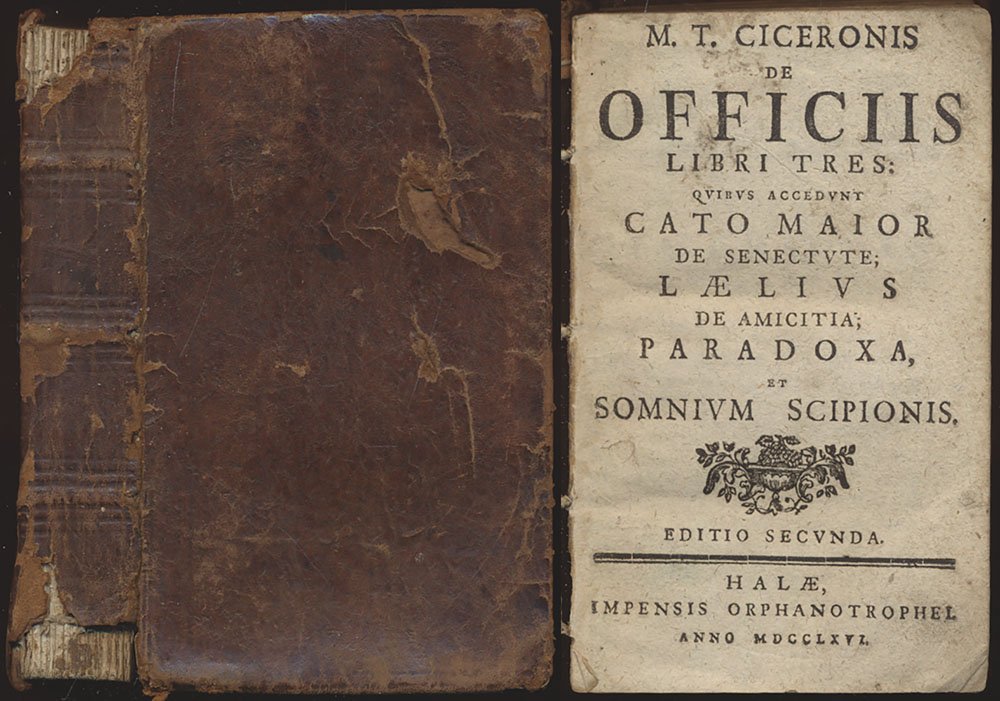 M. T. CICERONIS
DE
OFFICIIS
LIBRI TRES:
QVIBVS ACCEDVNT
CATO MAIOR
DE SENECTVTE;
LÆLIVS
DE AMICITIA;
PARADOXA,
ET
SOMNIVM SCIPIONIS.
EDITIO SECVNDA.
HALÆ,
IMPENSIS ORPHANOTROPHEI.
ANNO MDCCLXVI.